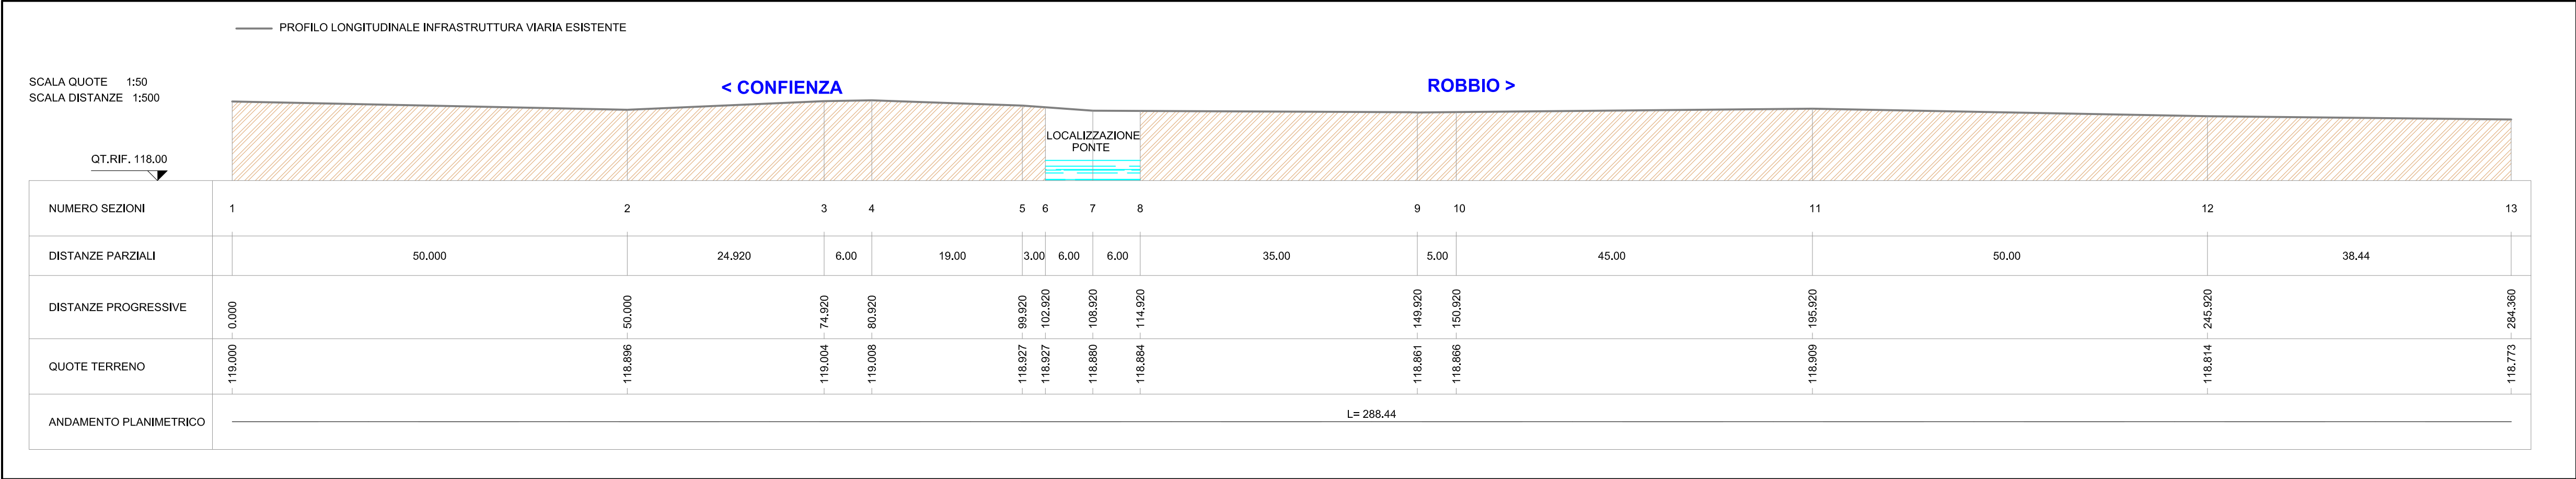 PROFILO LONGITUDINALE INFRASTRUTTURA VIARIA ESISTENTE
SCALA QUOTE 1:50
SCALA DISTANZE 1:500
< CONFIENZA
ROBBIO >
LOCALIZZAZIONE
PONTE
QT.RIF. 118.00
NUMERO SEZIONI 1 2 3 4 5 6 7 8 9 10 11 12 13
DISTANZE PARZIALI 50.000 24.920 6.00 19.00 3.00 6.00 6.00 35.00 5.00 45.00 50.00 38.44
DISTANZE PROGRESSIVE 0.000 50.000 74.920 80.920 99.920 102.920 108.920 114.920 149.920 150.920 195.920 245.920 284.360
QUOTE TERRENO 119.000 118.896 119.004 119.008 118.927 118.927 118.880 118.884 118.861 118.866 118.909 118.814 118.773
ANDAMENTO PLANIMETRICO L= 288.44